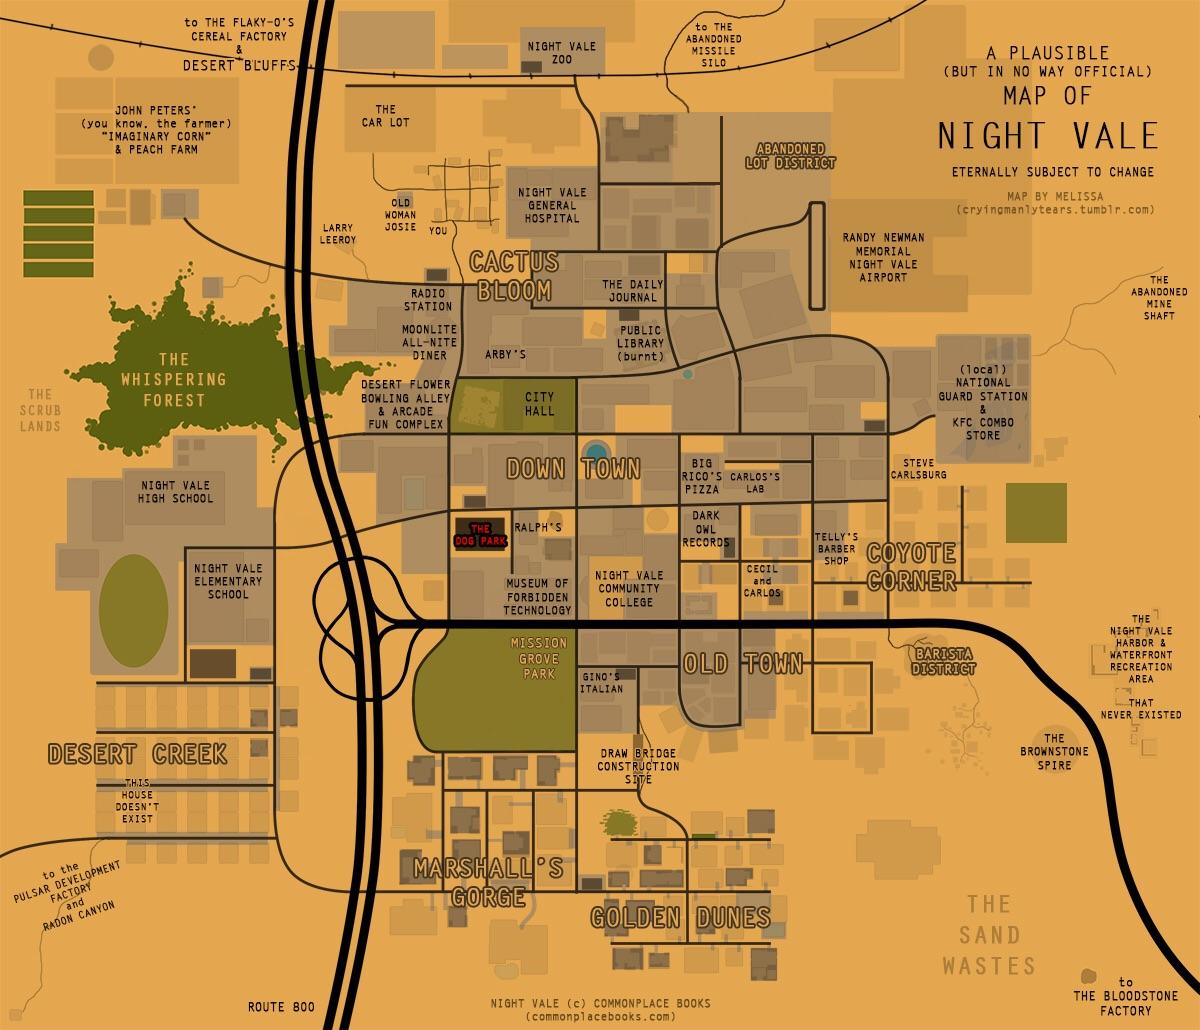 to THE FLAKY-O'S
CEREAL FACTORY
&
DESERT BLUFFS
NIGHT VALE
ZOO
to THE
ABANDONED
MISSILE
SILO
A PLAUSIBLE
(BUT IN NO WAY OFFICIAL)
MAP OF
NIGHT VALE
ETERNALLY SUBJECT TO CHANGE
MAP BY MELISSA
(cryingmanlytears.tumblr.com)
JOHN PETERS'
(you know, the farmer)
"IMAGINARY CORN"
& PEACH FARM
THE
CAR LOT
ABANDONED
LOT DISTRICT
NIGHT VALE
GENERAL
HOSPITAL
OLD
WOMAN
JOSIE
YOU
LARRY
LEEROY
CACTUS
BLOOM
RANDY NEWMAN
MEMORIAL
NIGHT VALE
AIRPORT
THE
ABANDONED
MINE
SHAFT
RADIO
STATION
THE DAILY
JOURNAL
MOONLITE
ALL-NITE
DINER
ARBY'S
PUBLIC
LIBRARY
(burnt)
THE
WHISPERING
FOREST
THE
SCRUB
LANDS
DESERT FLOWER
BOWLING ALLEY
& ARCADE
FUN COMPLEX
CITY
HALL
(local)
NATIONAL
GUARD STATION
&
KFC COMBO
STORE
DOWN TOWN
BIG
RICO'S
PIZZA
CARLOS'S
LAB
STEVE
CARLSBURG
NIGHT VALE
HIGH SCHOOL
THE
DOG PARK
RALPH'S
DARK
OWL
RECORDS
TELLY'S
BARBER
SHOP
COYOTE
CORNER
NIGHT VALE
ELEMENTARY
SCHOOL
MUSEUM OF
FORBIDDEN
TECHNOLOGY
NIGHT VALE
COMMUNITY
COLLEGE
CECIL
and
CARLOS
MISSION
GROVE
PARK
GINO'S
ITALIAN
OLD TOWN
BARISTA
DISTRICT
THE
NIGHT VALE
HARBOR &
WATERFRONT
RECREATION
AREA
THAT
NEVER EXISTED
THE
BROWNSTONE
SPIRE
DESERT CREEK
THIS
HOUSE
DOESN'T
EXIST
DRAW BRIDGE
CONSTRUCTION
SITE
to the
PULSAR DEVELOPMENT
FACTORY
and
RADON CANYON
MARSHALL'S
GORGE
GOLDEN DUNES
THE
SAND
WASTES
ROUTE 800
NIGHT VALE (c) COMMONPLACE BOOKS
(commonplacebooks.com)
to
THE BLOODSTONE
FACTORY